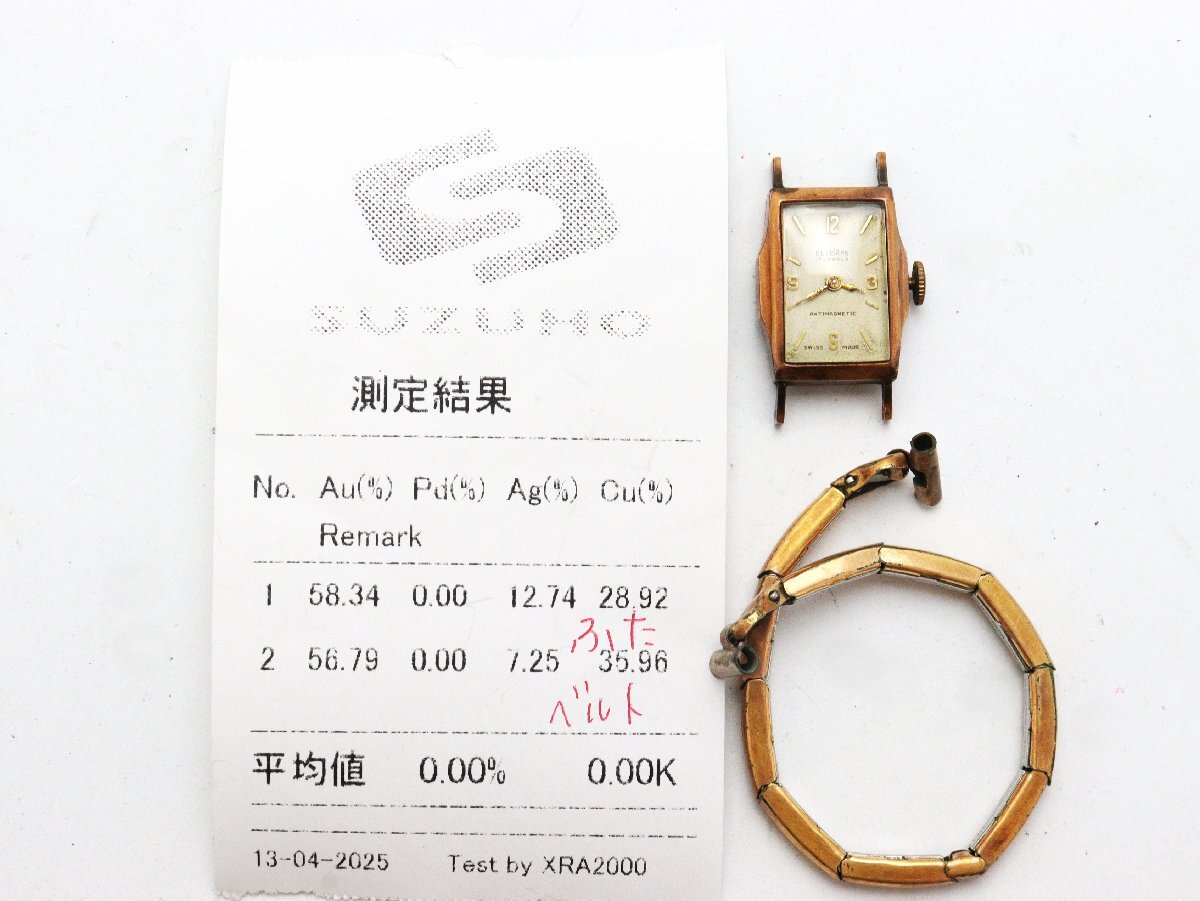 SUZUHO
測定結果
No. Au(%) Pd(%) Ag(%) Cu(%)
Remark
1 58.34 0.00 12.74 28.92
ふた
2 56.79 0.00 7.25 35.96
ベルト
平均値 0.00% 0.00K
13-04-2025 Test by XRA2000
12
9 3
ANTIMAGNETIC
6
SWISS MADE